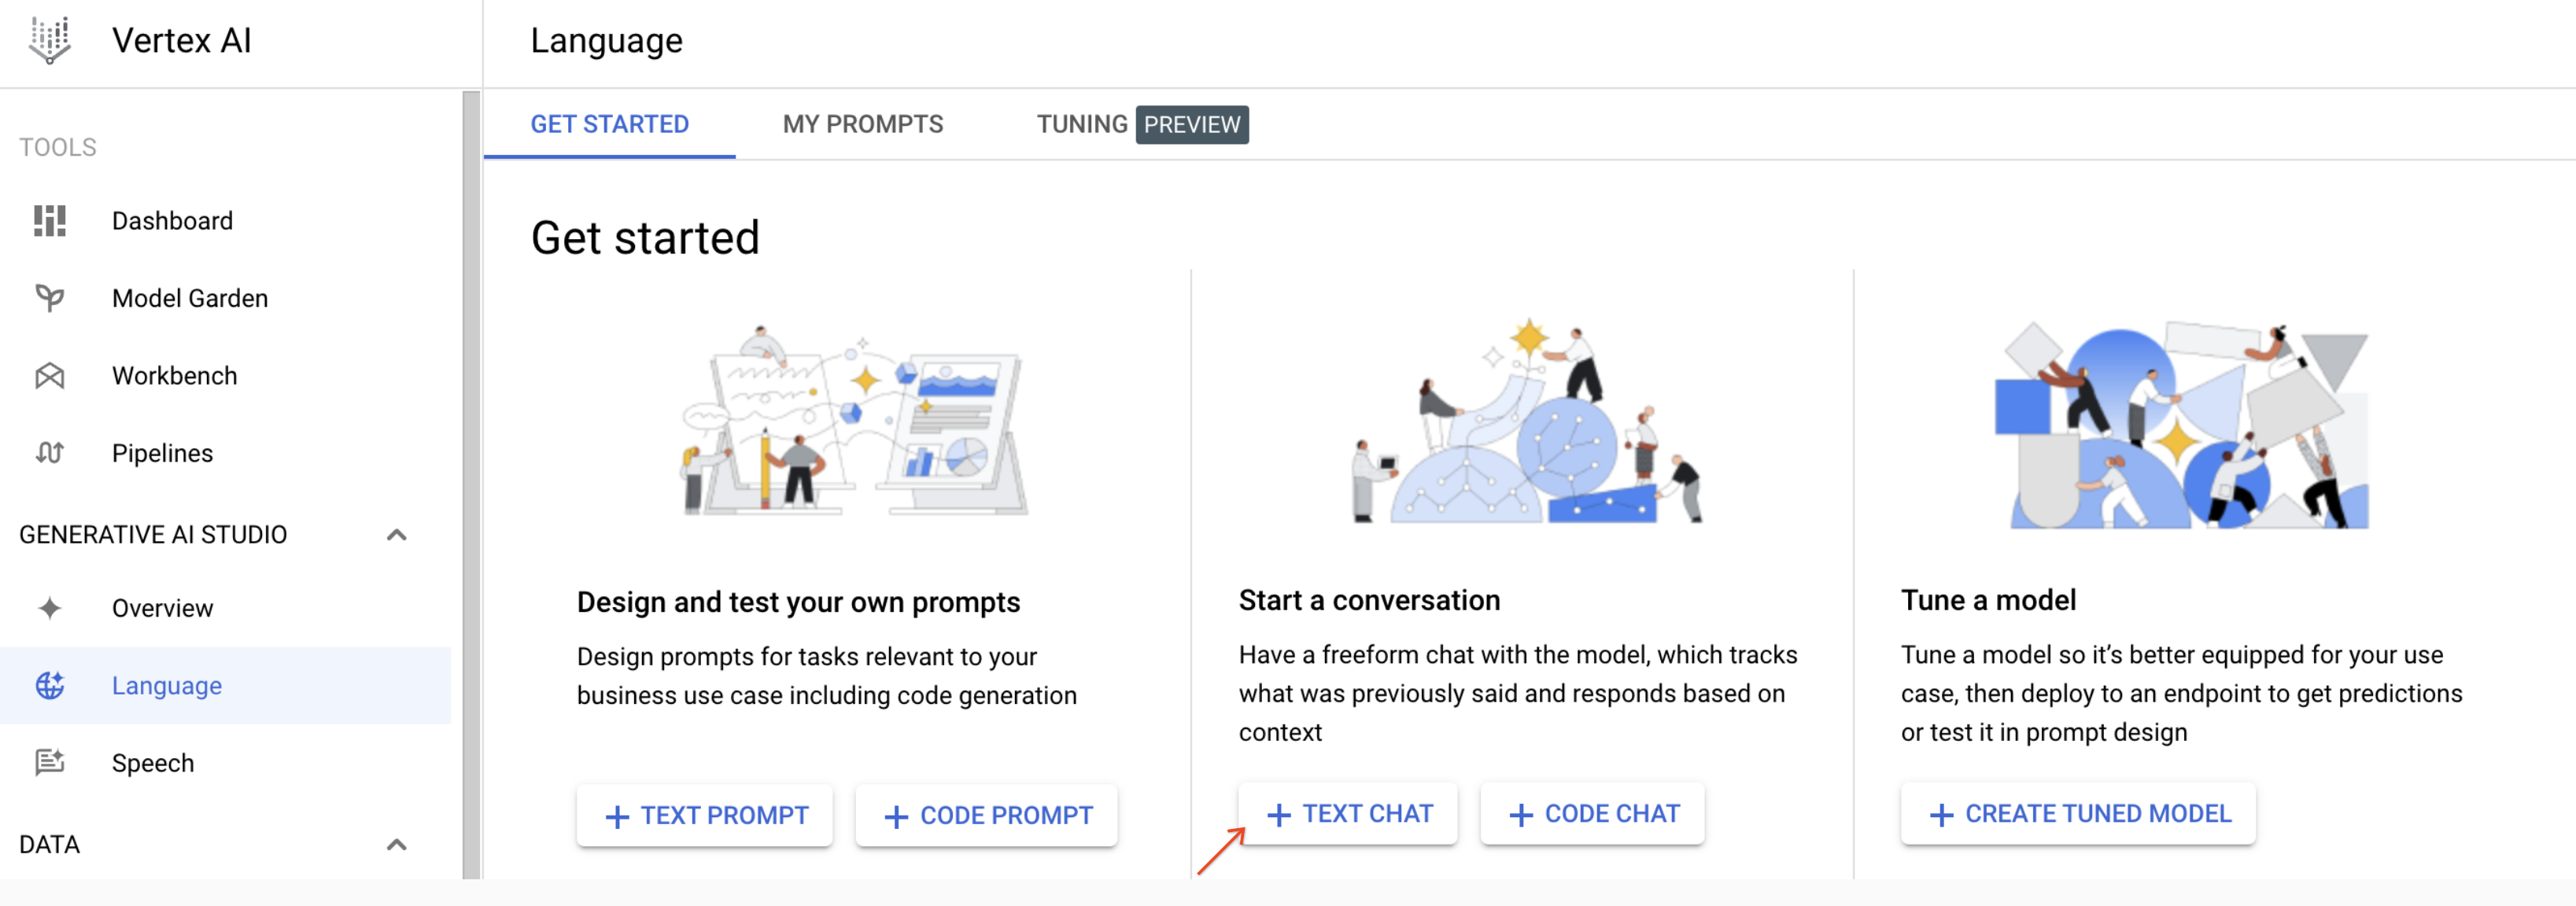 Vertex AI
Language
TOOLS
Dashboard
Model Garden
Workbench
Pipelines
GENERATIVE AI STUDIO
Overview
Language
Speech
DATA
GET STARTED
MY PROMPTS
TUNING PREVIEW
Get started
Design and test your own prompts
Design prompts for tasks relevant to your
business use case including code generation
+ TEXT PROMPT
+ CODE PROMPT
Start a conversation
Have a freeform chat with the model, which tracks
what was previously said and responds based on
context
+ TEXT CHAT
+ CODE CHAT
Tune a model
Tune a model so it’s better equipped for your use
case, then deploy to an endpoint to get predictions
or test it in prompt design
+ CREATE TUNED MODEL